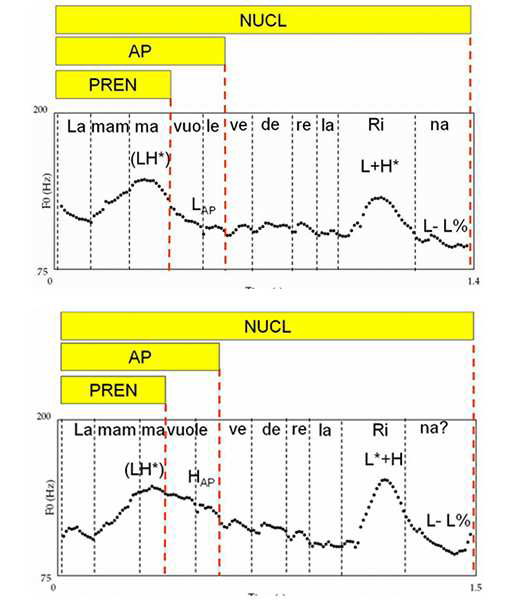 NUCL
AP
PREN
200
La mam ma vuo le ve de re la Ri na
(LH*)
L+H*
LAP
L- L%
F0 (Hz)
75
0
1.4
NUCL
AP
PREN
200
La mam ma vuole ve de re la Ri na?
(LH*)
HAP
L*+H
L- L%
F0 (Hz)
75
0
1.5